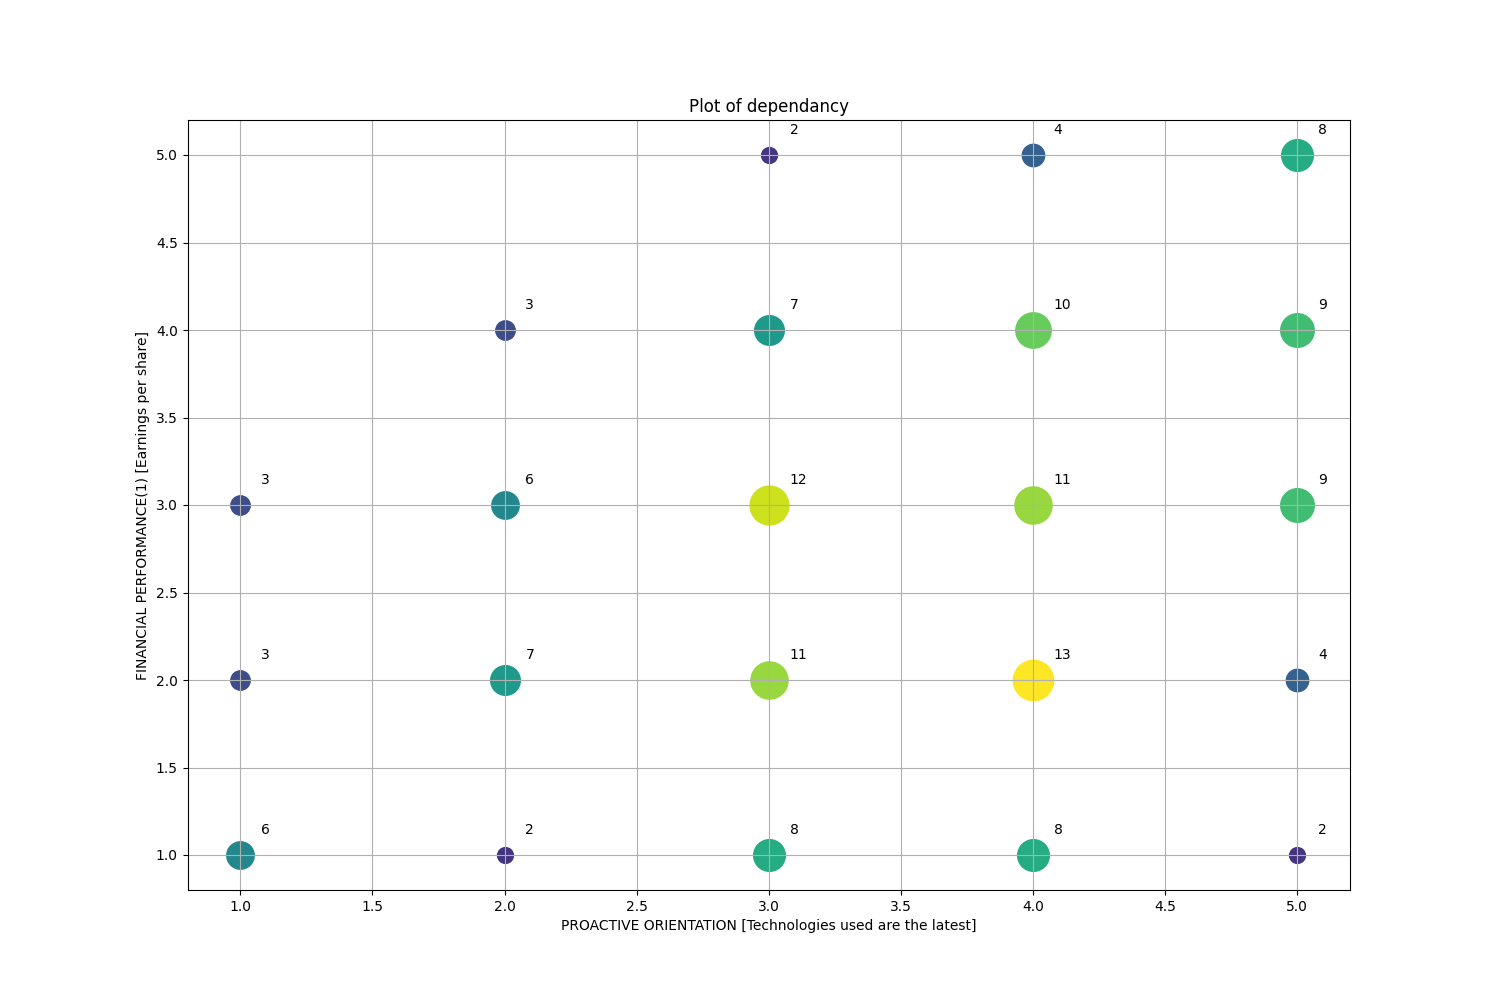 Plot of dependancy
2 4 8
5.0
4.5
3 7 10 9
4.0
3.5
3 6 12 11 9
3.0
2.5
3 7 11 13 4
2.0
1.5
6 2 8 8 2
1.0
1.0 1.5 2.0 2.5 3.0 3.5 4.0 4.5 5.0
PROACTIVE ORIENTATION [Technologies used are the latest]
FINANCIAL PERFORMANCE(1) [Earnings per share]